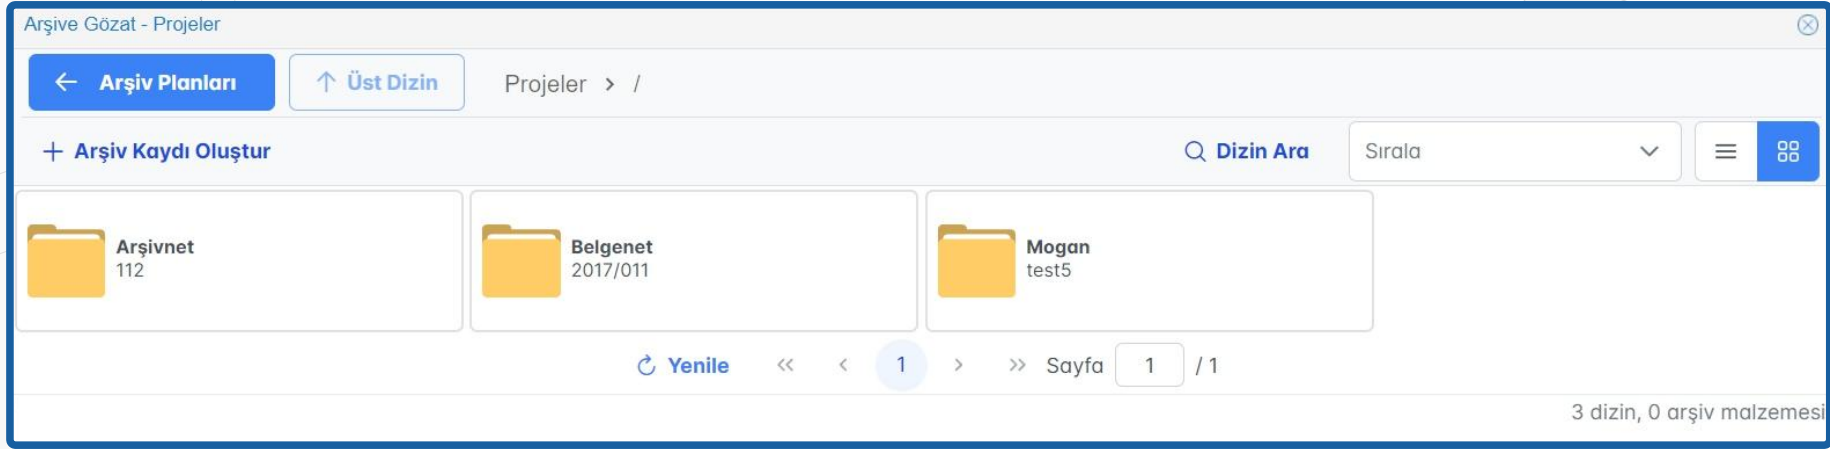 Arşive Gözat - Projeler
← Arşiv Planları ↑ Üst Dizin Projeler > /
+ Arşiv Kaydı Oluştur Dizin Ara Sırala
Arşivnet
112
Belgenet
2017/011
Mogan
test5
Yenile << < 1 > >> Sayfa 1 / 1
3 dizin, 0 arşiv malzemesi